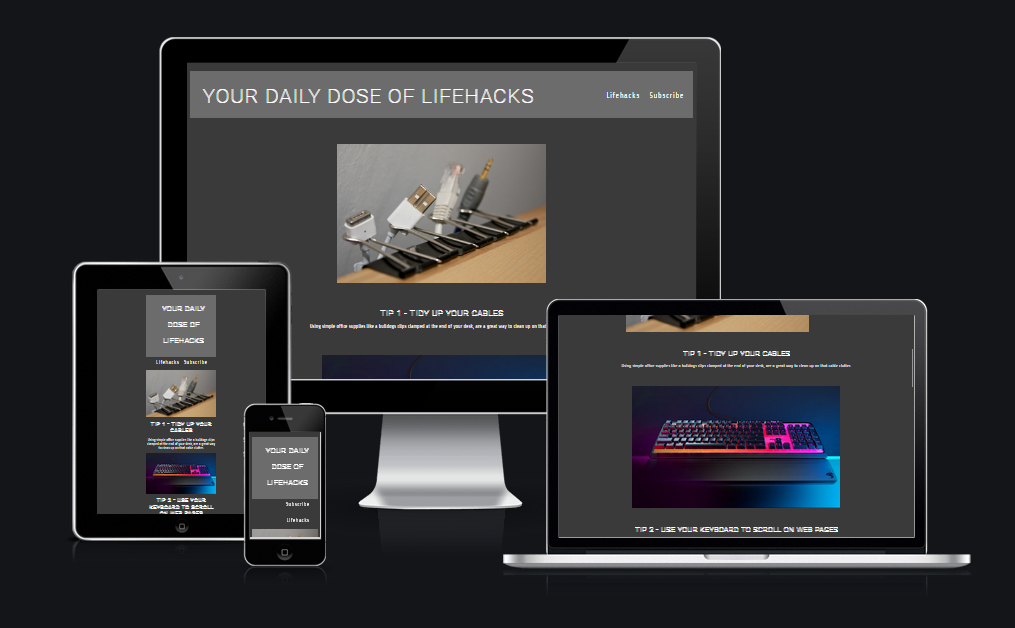 YOUR DAILY DOSE OF LIFEHACKS
Lifehacks Subscribe
TIP 1 - TIDY UP YOUR CABLES
Using simple office supplies like a bulldogs clips clamped at the end of your desk, are a great way to clean up on that
YOUR DAILY
DOSE OF
LIFEHACKS
Lifehacks Subscribe
TIP 1 - TIDY UP YOUR
CABLES
Using simple office supplies like a bulldogs clips
clamped at the end of your desk, are a great way
to clean up on that cable clutter.
TIP 2 - USE YOUR
KEYBOARD TO SCROLL
ON WEB PAGES
YOUR DAILY
DOSE OF
LIFEHACKS
Subscribe
Lifehacks
TIP 1 - TIDY UP YOUR CABLES
Using simple office supplies like a bulldogs clips clamped at the end of your desk, are a great way to clean up on that cable clutter.
TIP 2 - USE YOUR KEYBOARD TO SCROLL ON WEB PAGES